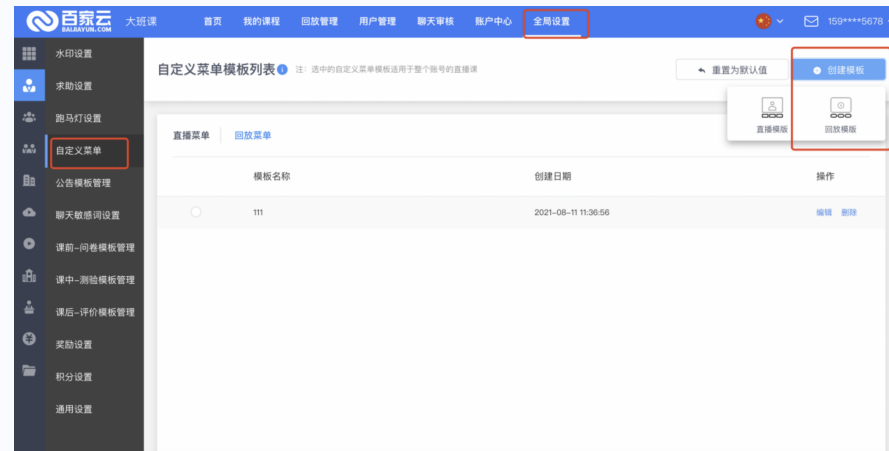 百家云 大班课 首页 我的课程 回放管理 用户管理 聊天审核 账户中心 全局设置 159****5678
BAIJIAYUN.COM
水印设置
求助设置
跑马灯设置
自定义菜单
公告模板管理
聊天敏感词设置
课前-问卷模板管理
课中-测验模板管理
课后-评价模板管理
奖励设置
积分设置
通用设置
自定义菜单模板列表 注：选中的自定义菜单模板适用于整个账号的直播课 重置为默认值 创建模板
直播模版 回放模版
直播菜单 回放菜单
模板名称 创建日期 操作
111 2021-08-11 11:36:56 编辑 删除